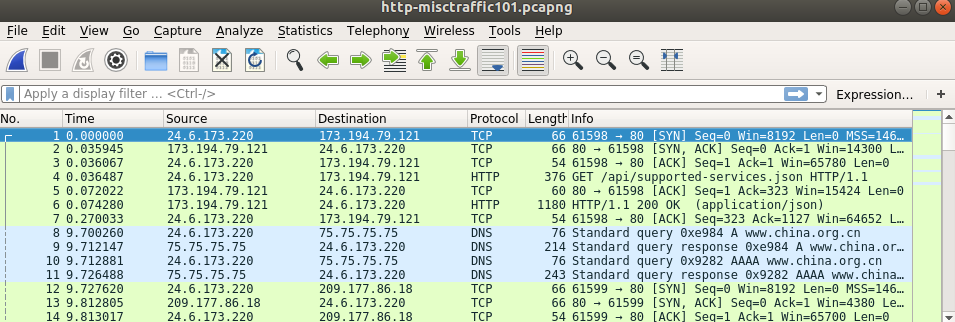 http-misctraffic101.pcapng
File Edit View Go Capture Analyze Statistics Telephony Wireless Tools Help
Apply a display filter … <Ctrl-/> Expression… +
No. Time Source Destination Protocol Length Info
1 0.000000 24.6.173.220 173.194.79.121 TCP 66 61598 → 80 [SYN] Seq=0 Win=8192 Len=0 MSS=146…
2 0.035945 173.194.79.121 24.6.173.220 TCP 66 80 → 61598 [SYN, ACK] Seq=0 Ack=1 Win=14300 L…
3 0.036067 24.6.173.220 173.194.79.121 TCP 54 61598 → 80 [ACK] Seq=1 Ack=1 Win=65780 Len=0
4 0.036487 24.6.173.220 173.194.79.121 HTTP 376 GET /api/supported-services.json HTTP/1.1
5 0.072022 173.194.79.121 24.6.173.220 TCP 60 80 → 61598 [ACK] Seq=1 Ack=323 Win=15424 Len=0
6 0.074280 173.194.79.121 24.6.173.220 HTTP 1180 HTTP/1.1 200 OK (application/json)
7 0.270033 24.6.173.220 173.194.79.121 TCP 54 61598 → 80 [ACK] Seq=323 Ack=1127 Win=64652 L…
8 9.700260 24.6.173.220 75.75.75.75 DNS 76 Standard query 0xe984 A www.china.org.cn
9 9.712147 75.75.75.75 24.6.173.220 DNS 214 Standard query response 0xe984 A www.china.or…
10 9.712881 24.6.173.220 75.75.75.75 DNS 76 Standard query 0x9282 AAAA www.china.org.cn
11 9.726488 75.75.75.75 24.6.173.220 DNS 243 Standard query response 0x9282 AAAA www.china…
12 9.727620 24.6.173.220 209.177.86.18 TCP 66 61599 → 80 [SYN] Seq=0 Win=8192 Len=0 MSS=146…
13 9.812805 209.177.86.18 24.6.173.220 TCP 66 80 → 61599 [SYN, ACK] Seq=0 Ack=1 Win=4380 Le…
14 9.813017 24.6.173.220 209.177.86.18 TCP 54 61599 → 80 [ACK] Seq=1 Ack=1 Win=65700 Len=0